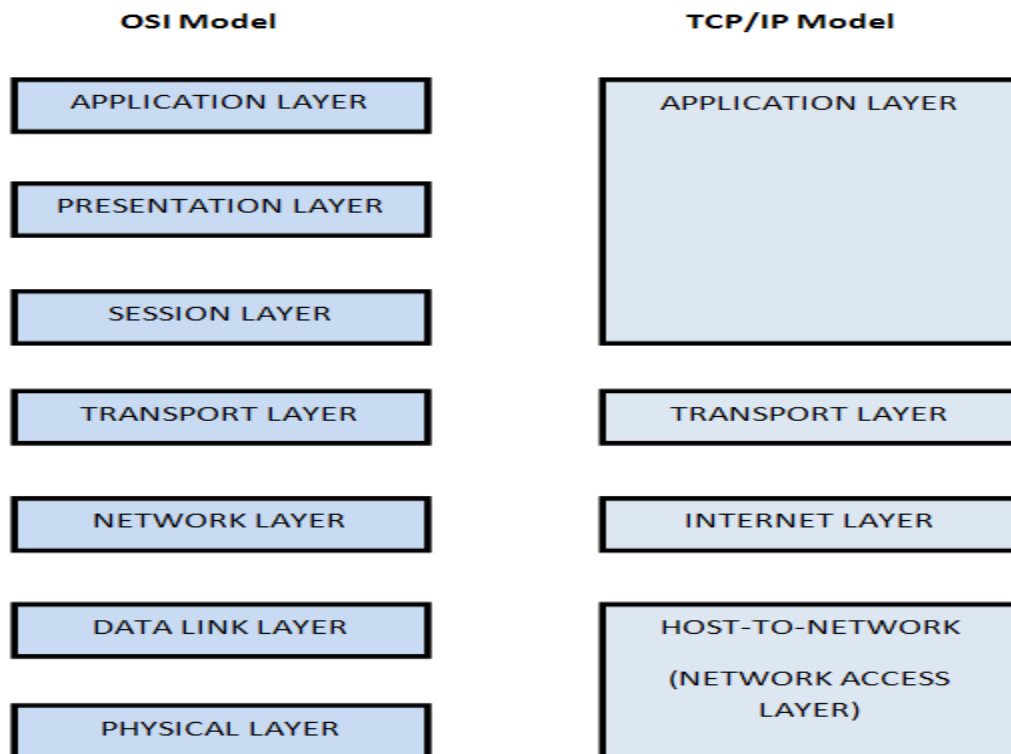 OSI Model
TCP/IP Model
APPLICATION LAYER
APPLICATION LAYER
PRESENTATION LAYER
SESSION LAYER
TRANSPORT LAYER
TRANSPORT LAYER
NETWORK LAYER
INTERNET LAYER
DATA LINK LAYER
HOST-TO-NETWORK
(NETWORK ACCESS
LAYER)
PHYSICAL LAYER